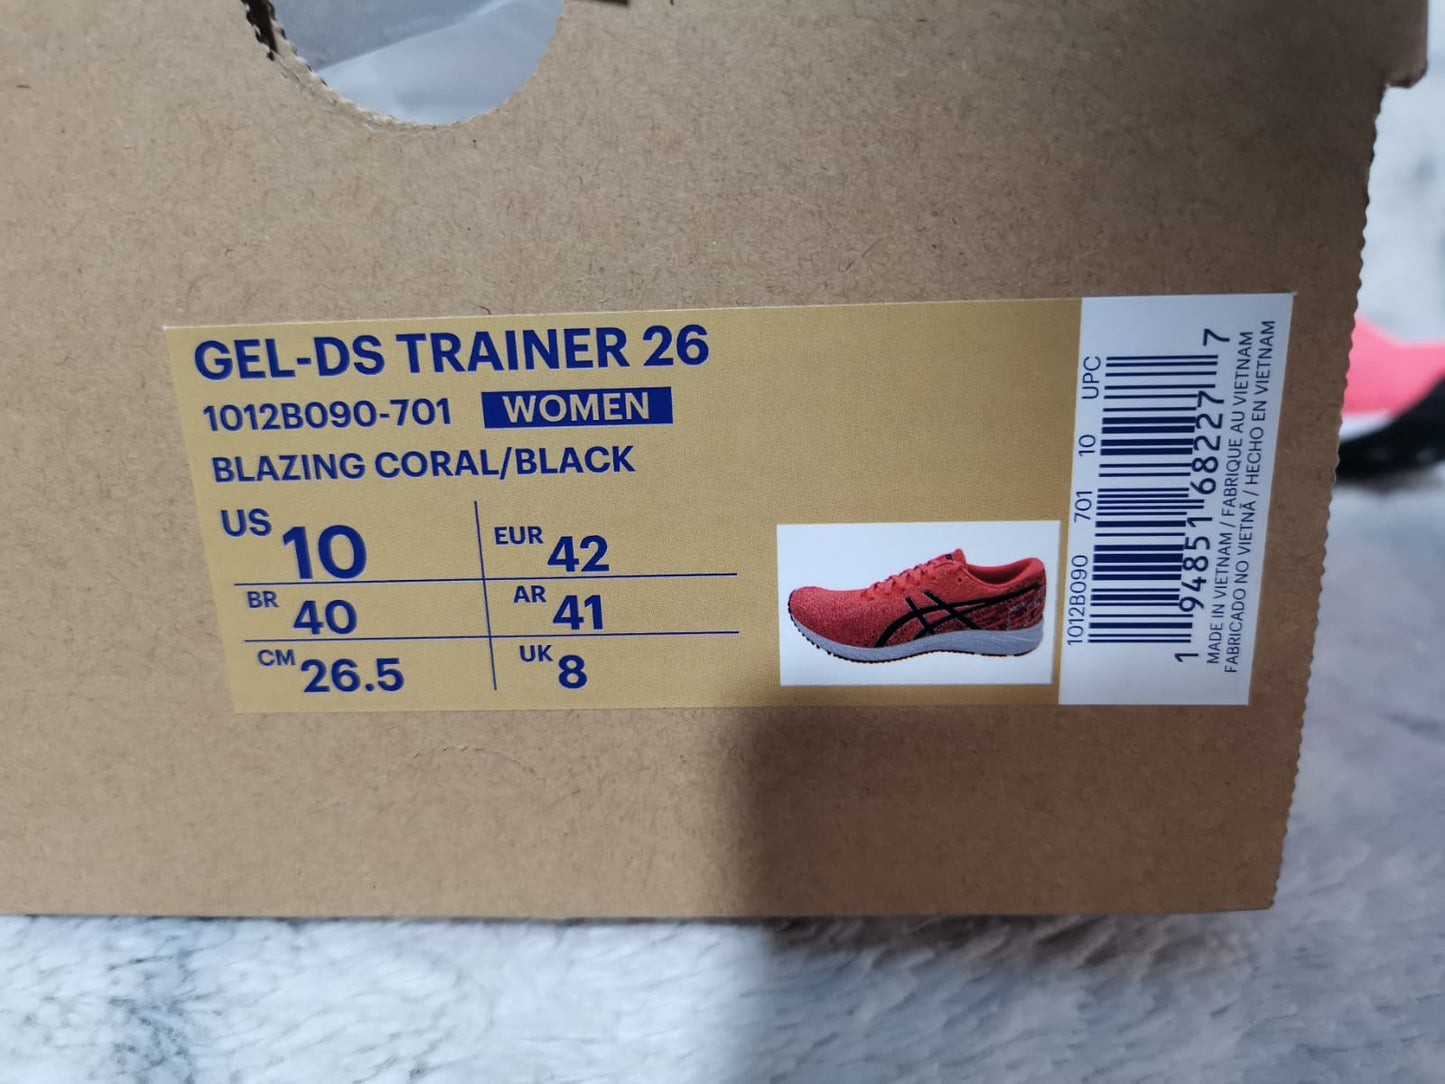 GEL-DS TRAINER 26
1012B090-701 WOMEN
BLAZING CORAL/BLACK
US 10 EUR 42
BR 40 AR 41
CM 26.5 UK 8
1012B090 701 10 UPC
1 94851 68227 7
MADE IN VIETNAM / FABRIQUE AU VIETNAM
FABRICADO NO VIETNÃ / HECHO EN VIETNAM